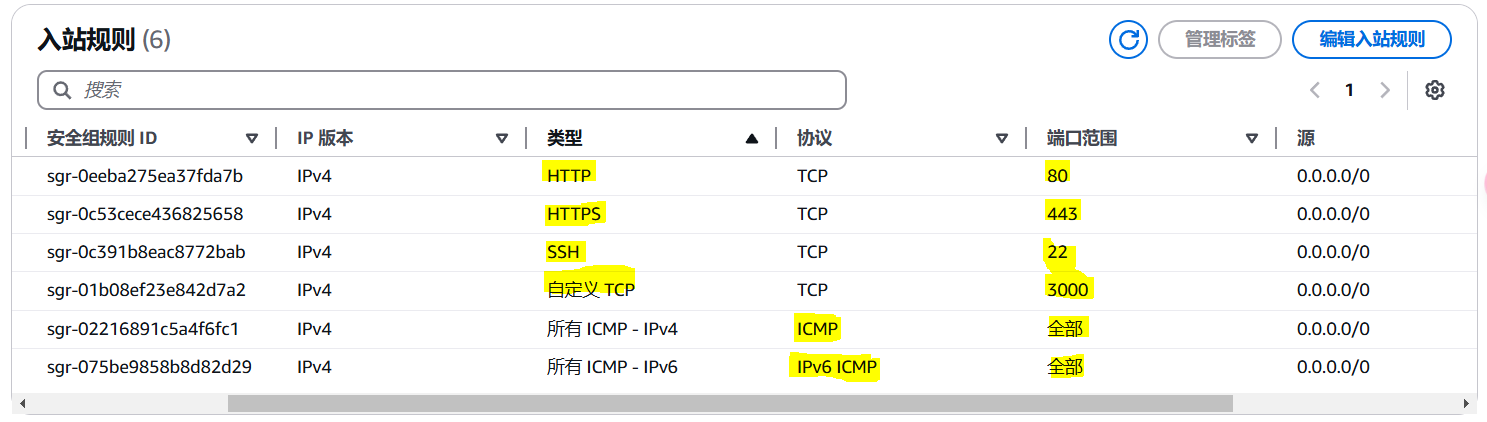 入站规则 (6)
管理标签
编辑入站规则
搜索
1
安全组规则 ID IP 版本 类型 协议 端口范围 源
sgr-0eeba275ea37fda7b IPv4 HTTP TCP 80 0.0.0.0/0
sgr-0c53cece436825658 IPv4 HTTPS TCP 443 0.0.0.0/0
sgr-0c391b8eac8772bab IPv4 SSH TCP 22 0.0.0.0/0
sgr-01b08ef23e842d7a2 IPv4 自定义 TCP TCP 3000 0.0.0.0/0
sgr-02216891c5a4f6fc1 IPv4 所有 ICMP - IPv4 ICMP 全部 0.0.0.0/0
sgr-075be9858b8d82d29 IPv4 所有 ICMP - IPv6 IPv6 ICMP 全部 0.0.0.0/0